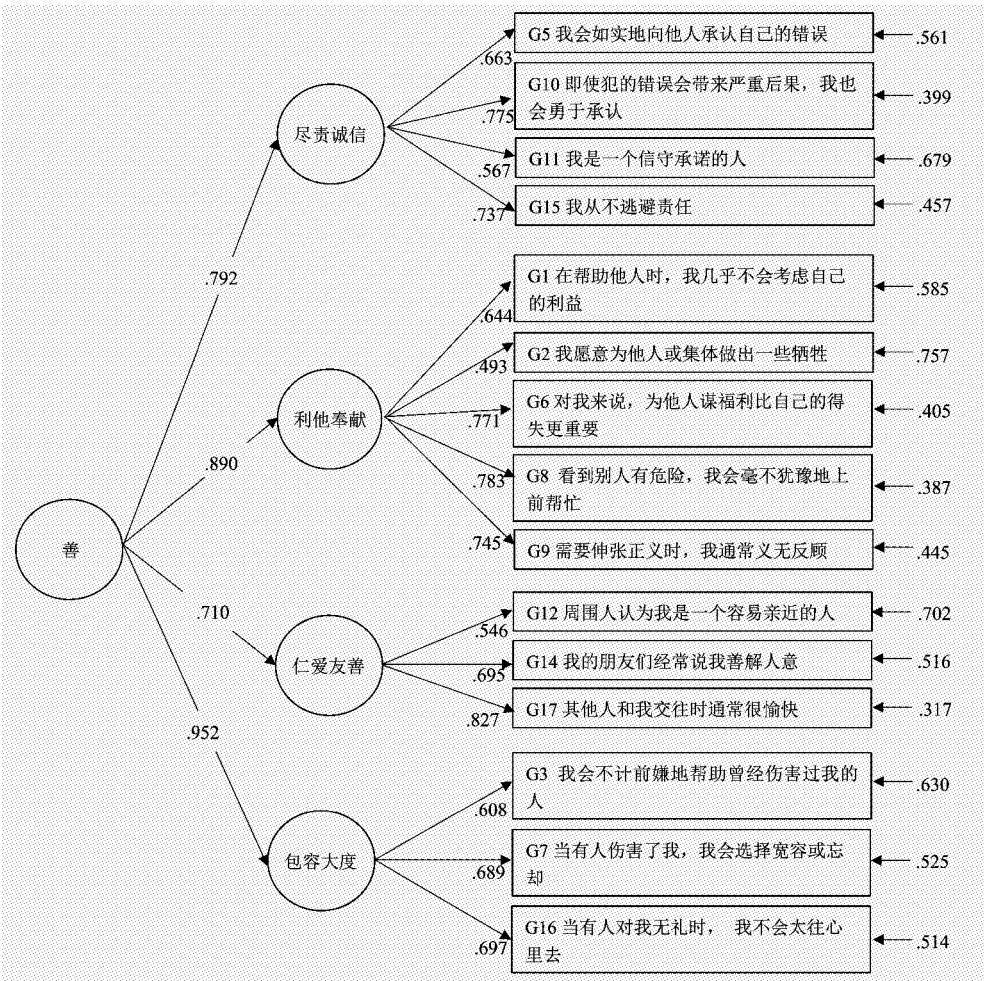 G5 我会如实地向他人承认自己的错误
.561
.663
G10 即使犯的错误会带来严重后果，我也
会勇于承认
.399
.775
尽责诚信
G11 我是一个信守承诺的人
.679
.567
G15 我从不逃避责任
.457
.737
.792
G1 在帮助他人时，我几乎不会考虑自己
的利益
.585
.644
G2 我愿意为他人或集体做出一些牺牲
.757
.493
利他奉献
G6 对我来说，为他人谋福利比自己的得
失更重要
.405
.771
.890
G8 看到别人有危险，我会毫不犹豫地上
前帮忙
.387
.783
G9 需要伸张正义时，我通常义无反顾
.445
.745
善
.710
G12 周围人认为我是一个容易亲近的人
.702
.546
仁爱友善
G14 我的朋友们经常说我善解人意
.516
.695
G17 其他人和我交往时通常很愉快
.317
.827
.952
G3 我会不计前嫌地帮助曾经伤害过我的
人
.630
.608
包容大度
G7 当有人伤害了我，我会选择宽容或忘
却
.525
.689
G16 当有人对我无礼时， 我不会太往心
里去
.514
.697